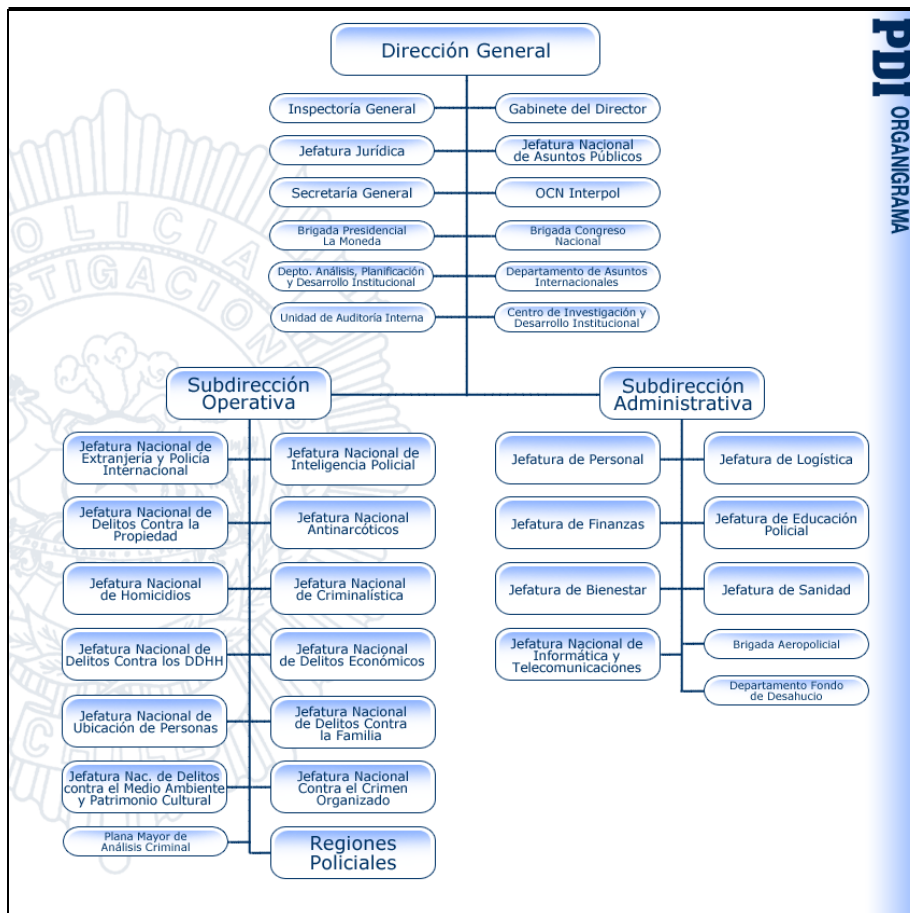 PDI ORGANIGRAMA
Dirección General
Inspectoría General
Gabinete del Director
Jefatura Jurídica
Jefatura Nacional
de Asuntos Públicos
Secretaría General
OCN Interpol
Brigada Presidencial
La Moneda
Brigada Congreso
Nacional
Depto. Análisis, Planificación
y Desarrollo Institucional
Departamento de Asuntos
Internacionales
Unidad de Auditoría Interna
Centro de Investigación y
Desarrollo Institucional
Subdirección
Operativa
Subdirección
Administrativa
Jefatura Nacional de
Extranjería y Policía
Internacional
Jefatura Nacional de
Inteligencia Policial
Jefatura Nacional de
Delitos Contra la
Propiedad
Jefatura Nacional
Antinarcóticos
Jefatura Nacional
de Homicidios
Jefatura Nacional
de Criminalística
Jefatura Nacional de
Delitos Contra los DDHH
Jefatura Nacional
de Delitos Económicos
Jefatura Nacional de
Ubicación de Personas
Jefatura Nacional
de Delitos Contra
la Familia
Jefatura Nac. de Delitos
contra el Medio Ambiente
y Patrimonio Cultural
Jefatura Nacional
Contra el Crimen
Organizado
Plana Mayor de
Análisis Criminal
Regiones
Policiales
Jefatura de Personal
Jefatura de Logística
Jefatura de Finanzas
Jefatura de Educación
Policial
Jefatura de Bienestar
Jefatura de Sanidad
Jefatura Nacional de
Informática y
Telecomunicaciones
Brigada Aeropolicial
Departamento Fondo
de Desahucio
POLICIA
CHILE